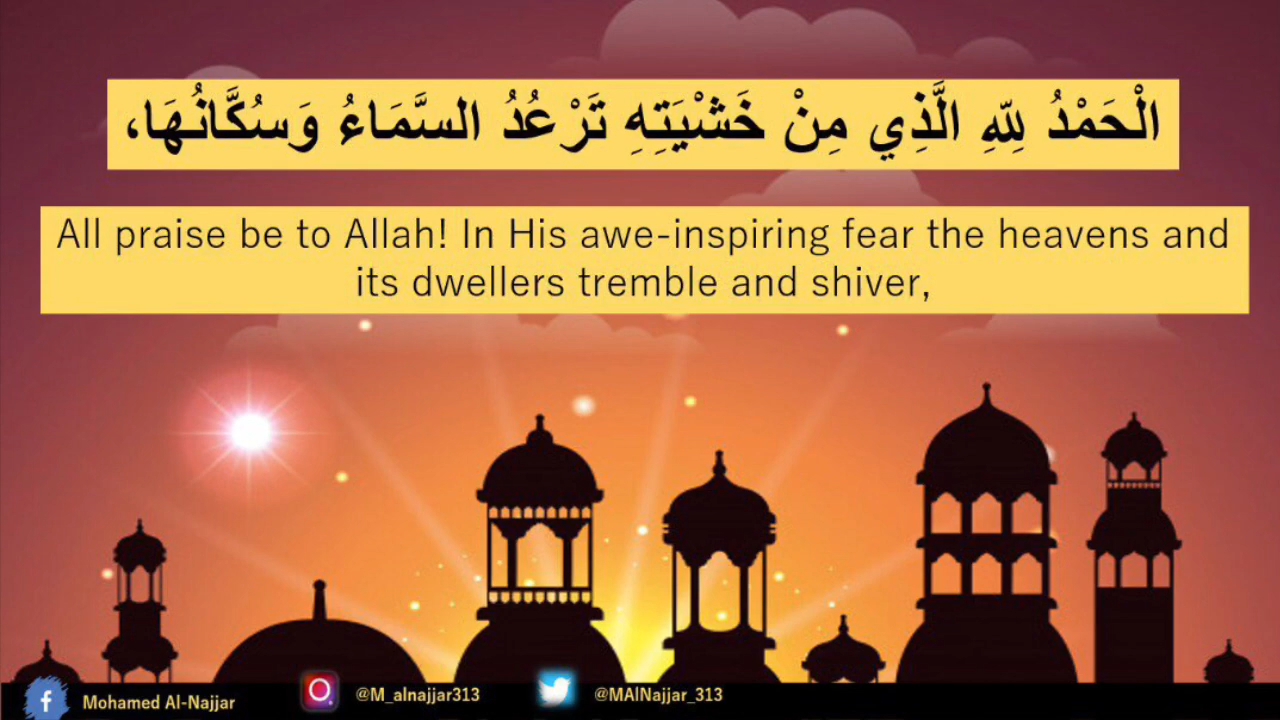 الْحَمْدُ لِلّهِ الَّذِي مِنْ خَشْيَتِهِ تَرْعُدُ السَّمَاءُ وَسُكَّانُهَا،
All praise be to Allah! In His awe-inspiring fear the heavens and
its dwellers tremble and shiver,
Mohamed Al-Najjar @M_alnajjar313 @MAlNajjar_313